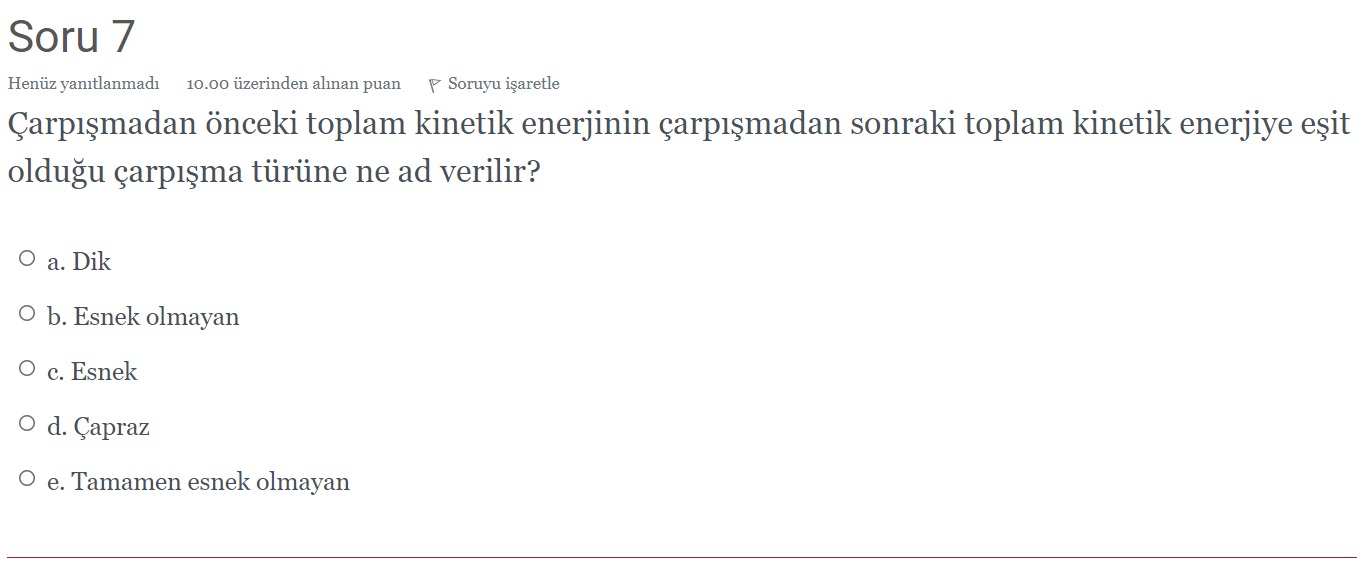 Soru 7
Henüz yanıtlanmadı 10.00 üzerinden alınan puan Soruyu işaretle
Çarpışmadan önceki toplam kinetik enerjinin çarpışmadan sonraki toplam kinetik enerjiye eşit
olduğu çarpışma türüne ne ad verilir?
a. Dik
b. Esnek olmayan
c. Esnek
d. Çapraz
e. Tamamen esnek olmayan